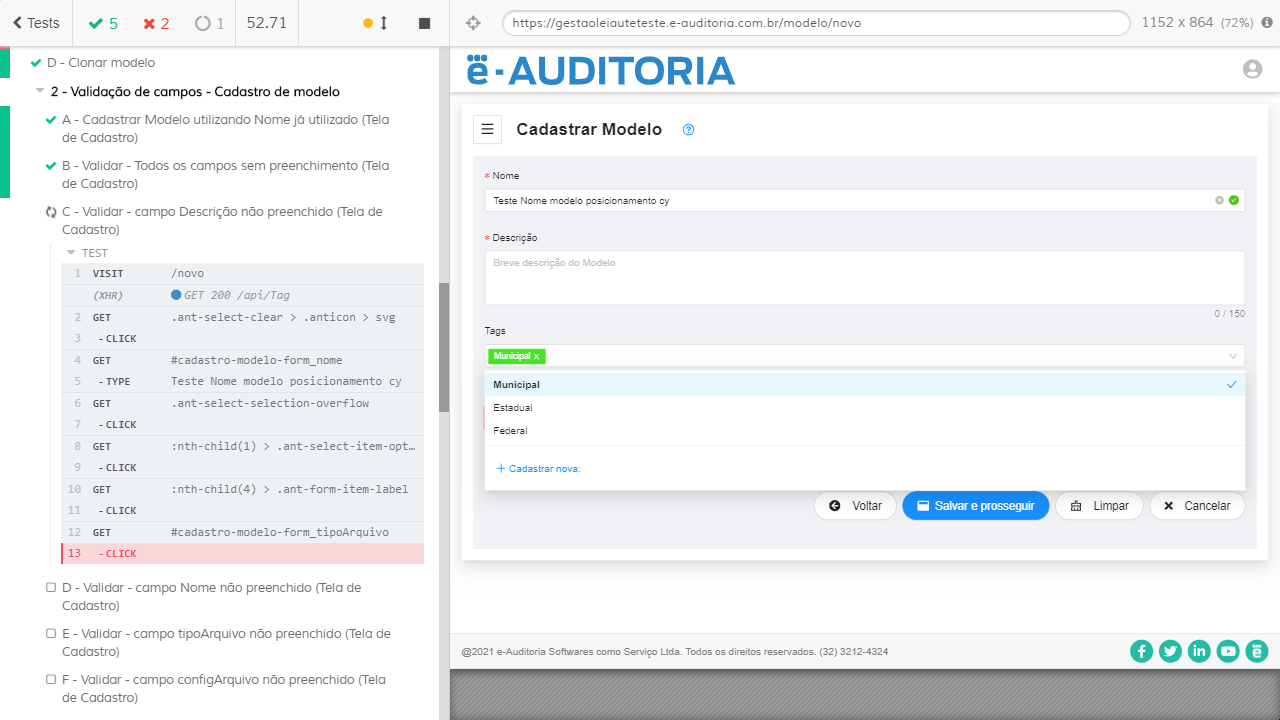 Tests
5
2
1
52.71
https://gestaoleiauteteste.e-auditoria.com.br/modelo/novo
1152 x 864 (72%)
D - Clonar modelo
2 - Validação de campos - Cadastro de modelo
A - Cadastrar Modelo utilizando Nome já utilizado (Tela
de Cadastro)
B - Validar - Todos os campos sem preenchimento (Tela
de Cadastro)
C - Validar - campo Descrição não preenchido (Tela de
Cadastro)
TEST
1 VISIT /novo
(XHR) GET 200 /api/Tag
2 GET .ant-select-clear > .anticon > svg
3 -CLICK
4 GET #cadastro-modelo-form_nome
5 -TYPE Teste Nome modelo posicionamento cy
6 GET .ant-select-selection-overflow
7 -CLICK
8 GET :nth-child(1) > .ant-select-item-opt…
9 -CLICK
10 GET :nth-child(4) > .ant-form-item-label
11 -CLICK
12 GET #cadastro-modelo-form_tipoArquivo
13 -CLICK
D - Validar - campo Nome não preenchido (Tela de
Cadastro)
E - Validar - campo tipoArquivo não preenchido (Tela de
Cadastro)
F - Validar - campo configArquivo não preenchido (Tela
de Cadastro)
ë-AUDITORIA
Cadastrar Modelo
* Nome
Teste Nome modelo posicionamento cy
* Descrição
Breve descrição do Modelo
0 / 150
Tags
Municipal
Municipal
Estadual
Federal
+ Cadastrar nova:
Voltar
Salvar e prosseguir
Limpar
Cancelar
@2021 e-Auditoria Softwares como Serviço Ltda. Todos os direitos reservados. (32) 3212-4324